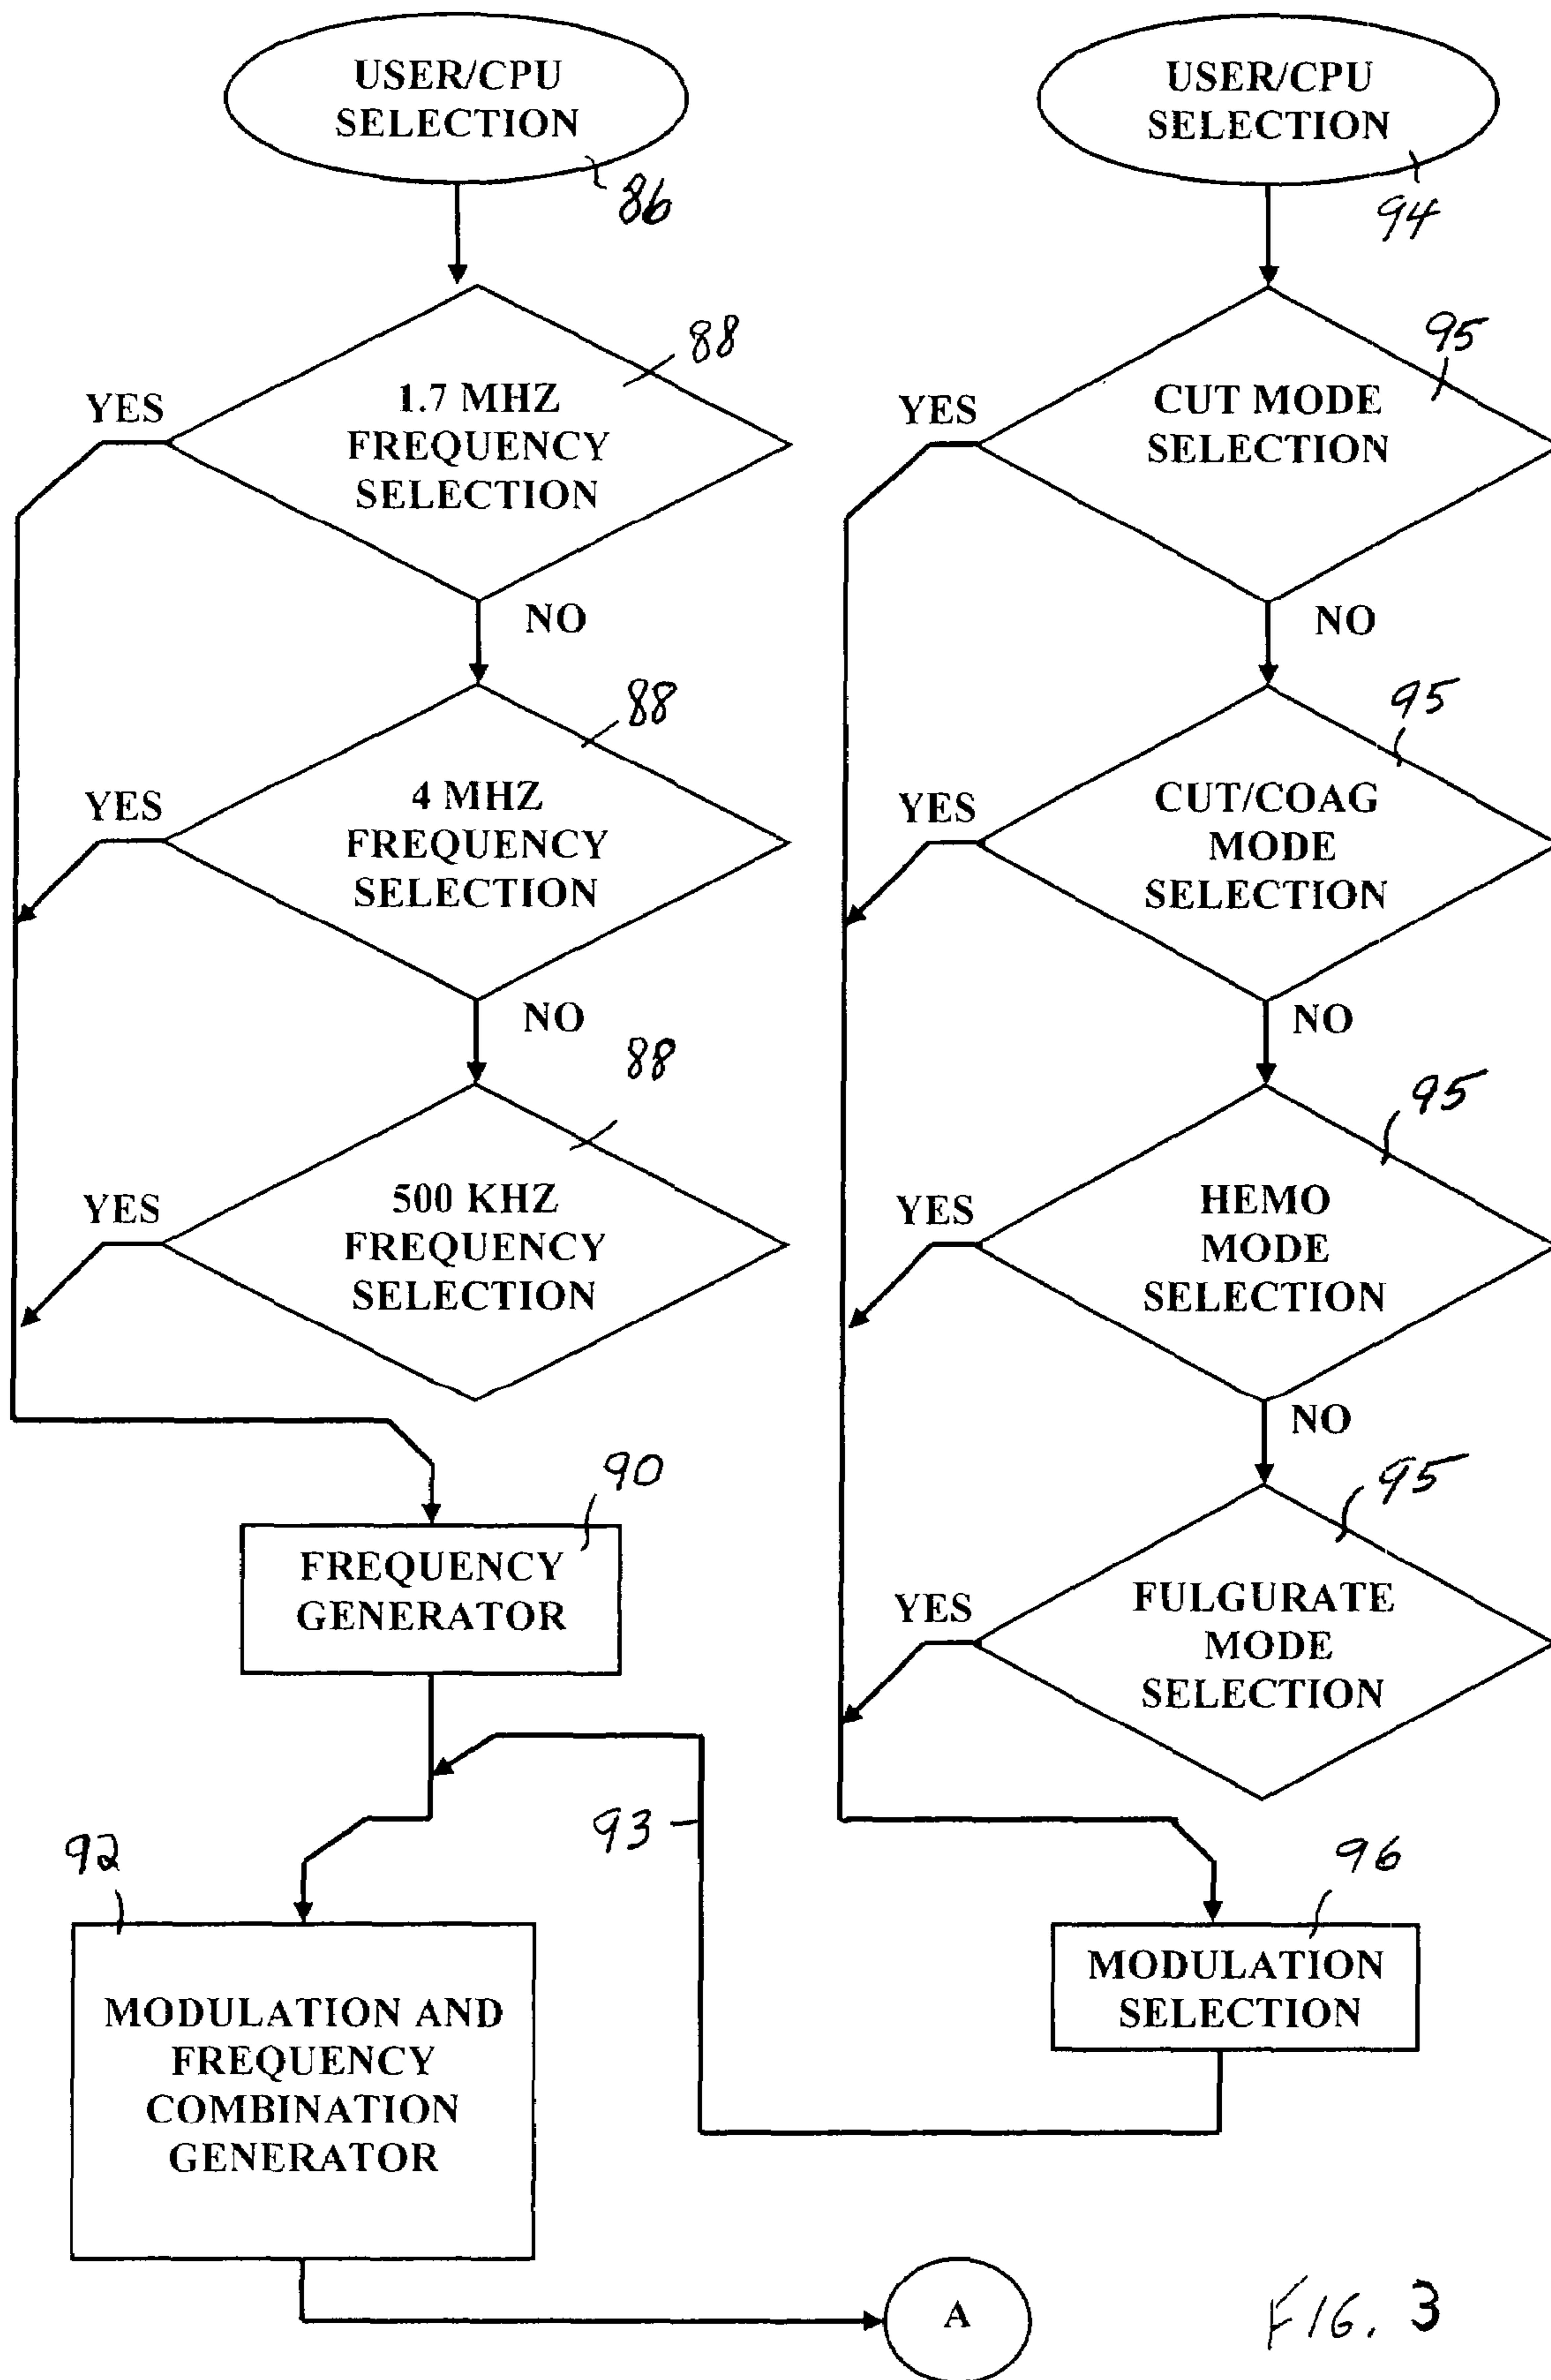 USER/CPU
SELECTION
86
1.7 MHZ
FREQUENCY
SELECTION
88
YES
NO
4 MHZ
FREQUENCY
SELECTION
88
YES
NO
500 KHZ
FREQUENCY
SELECTION
88
YES
FREQUENCY
GENERATOR
90
MODULATION AND
FREQUENCY
COMBINATION
GENERATOR
92
93
USER/CPU
SELECTION
94
CUT MODE
SELECTION
95
YES
NO
CUT/COAG
MODE
SELECTION
95
YES
NO
HEMO
MODE
SELECTION
95
YES
NO
FULGURATE
MODE
SELECTION
95
YES
MODULATION
SELECTION
96
A
FIG. 3